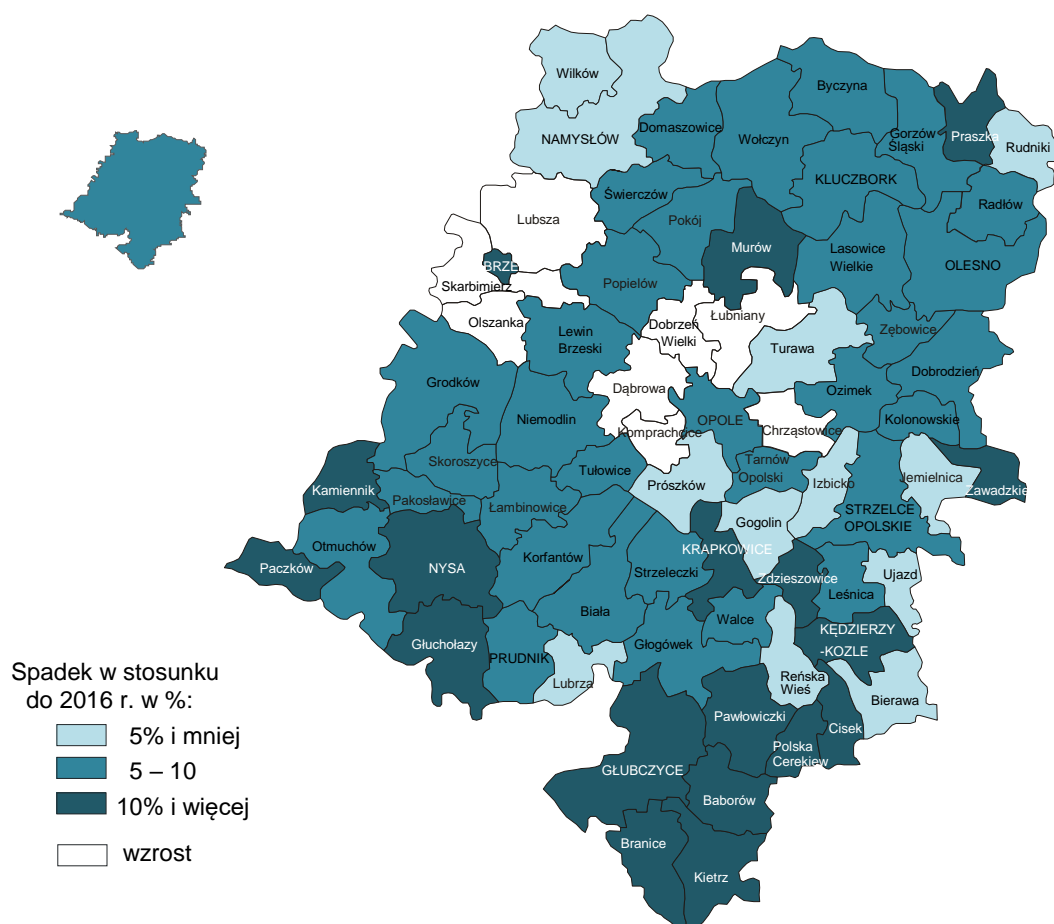 Wilków
Byczyna
NAMYSŁÓW
Domaszowice
Wołczyn
Gorzów
Śląski
Praszka
Rudniki
KLUCZBORK
Świerczów
Radłów
Lubsza
Pokój
Murów
Lasowice
Wielkie
OLESNO
BRZE
Skarbimierz
Popielów
Olszanka
Lewin
Brzeski
Dobrzeń
Wielki
Łubniany
Turawa
Zębowice
Grodków
Dąbrowa
Ozimek
Dobrodzień
Niemodlin
Komprachcice
OPOLE
Chrząstowice
Kolonowskie
Skoroszyce
Tułowice
Tarnów
Opolski
Kamiennik
Pakosławice
Łambinowice
Prószków
Izbicko
Jemielnica
Zawadzkie
Gogolin
STRZELCE
OPOLSKIE
Otmuchów
Paczków
NYSA
Korfantów
Strzeleczki
KRAPKOWICE
Zdzieszowice
Ujazd
Leśnica
Biała
Walce
KĘDZIERZY
-KOZLE
Głuchołazy
PRUDNIK
Głogówek
Lubrza
Reńska
Wieś
Bierawa
Pawłowiczki
Cisek
Polska
Cerekiew
GŁUBCZYCE
Baborów
Branice
Kietrz
Spadek w stosunku
do 2016 r. w %:
5% i mniej
5 – 10
10% i więcej
wzrost